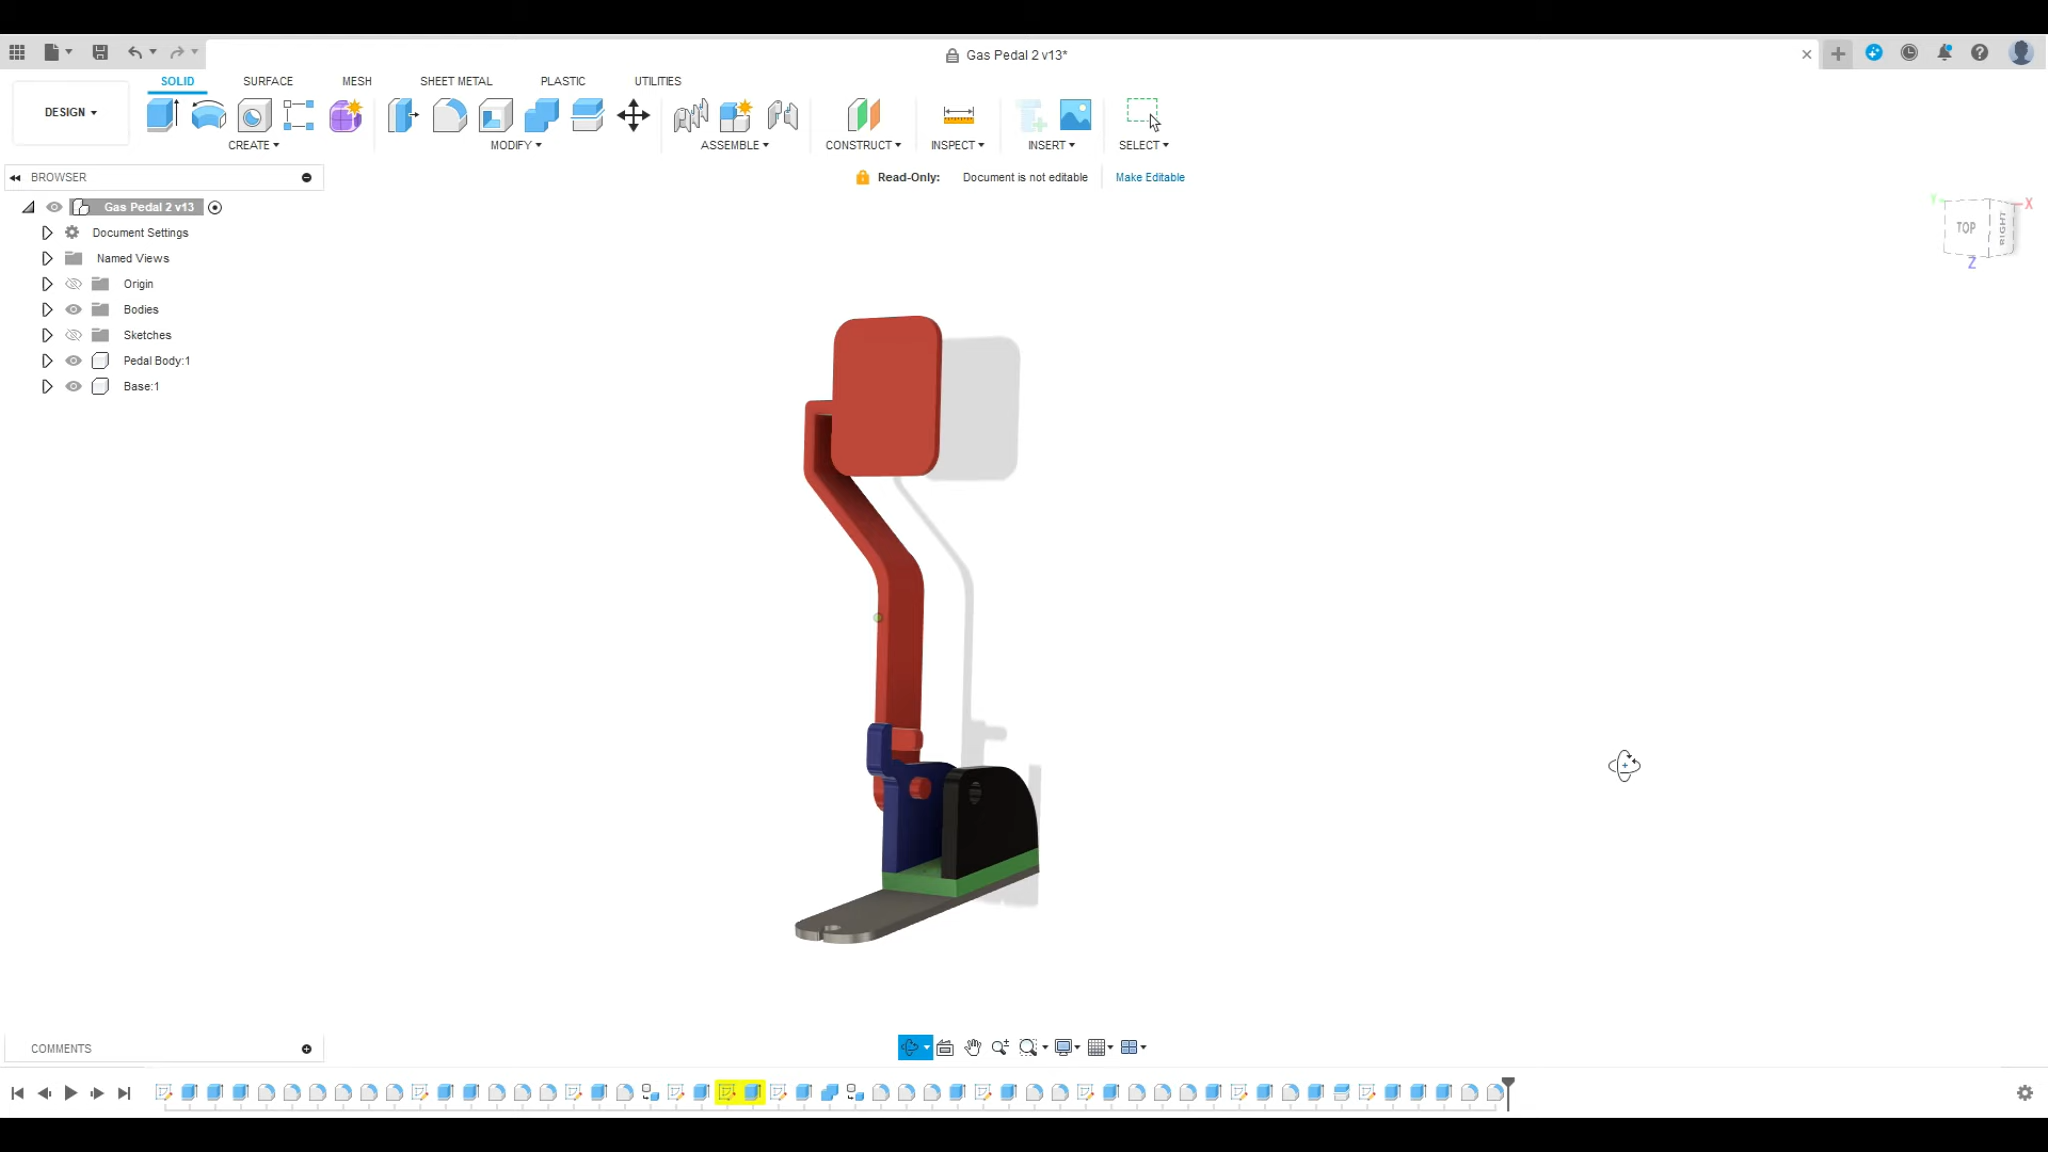 Gas Pedal 2 v13*
SOLID SURFACE MESH SHEET METAL PLASTIC UTILITIES
DESIGN
CREATE MODIFY ASSEMBLE CONSTRUCT INSPECT INSERT SELECT
BROWSER
Read-Only: Document is not editable Make Editable
Gas Pedal 2 v13
Document Settings
Named Views
Origin
Bodies
Sketches
Pedal Body:1
Base:1
Y X
TOP RIGHT
Z
COMMENTS